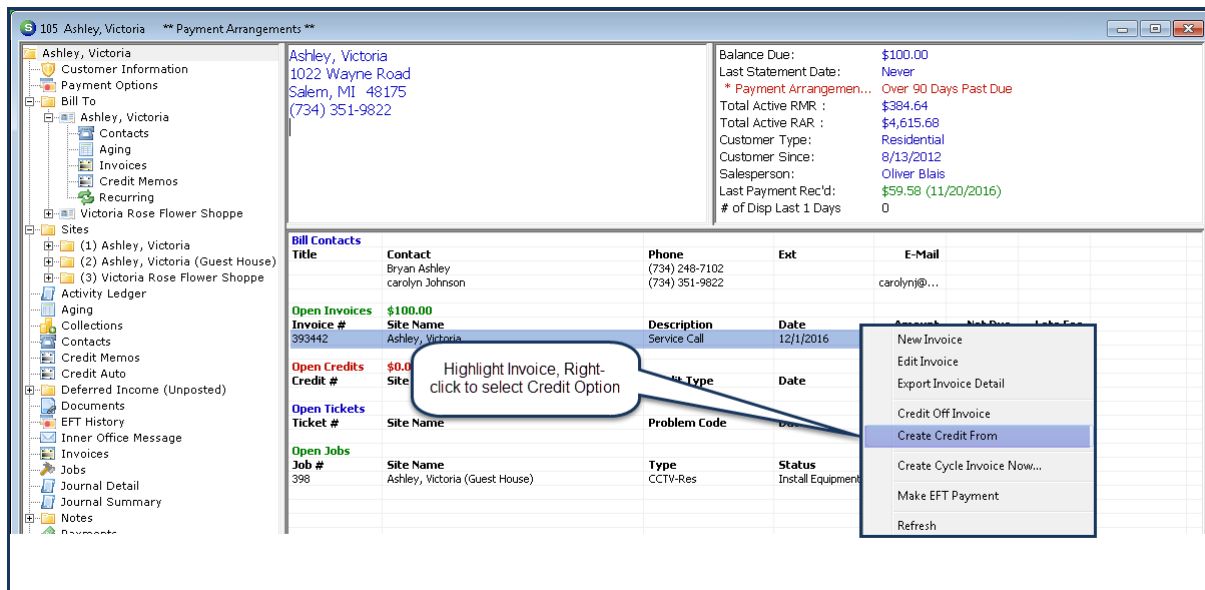 S 105 Ashley, Victoria ** Payment Arrangements **
Ashley, Victoria
Customer Information
Payment Options
Bill To
Ashley, Victoria
Contacts
Aging
Invoices
Credit Memos
Recurring
Victoria Rose Flower Shoppe
Sites
(1) Ashley, Victoria
(2) Ashley, Victoria (Guest House)
(3) Victoria Rose Flower Shoppe
Activity Ledger
Aging
Collections
Contacts
Credit Memos
Credit Auto
Deferred Income (Unposted)
Documents
EFT History
Inner Office Message
Invoices
Jobs
Journal Detail
Journal Summary
Notes
Payments
Ashley, Victoria
1022 Wayne Road
Salem, MI 48175
(734) 351-9822
Balance Due: $100.00
Last Statement Date: Never
* Payment Arrangemen... Over 90 Days Past Due
Total Active RMR : $384.64
Total Active RAR : $4,615.68
Customer Type: Residential
Customer Since: 8/13/2012
Salesperson: Oliver Blais
Last Payment Rec'd: $59.58 (11/20/2016)
# of Disp Last 1 Days 0
Bill Contacts
Title Contact Phone Ext E-Mail
Bryan Ashley (734) 248-7102
carolyn Johnson (734) 351-9822 carolynj@...
Open Invoices $100.00
Invoice # Site Name Description Date Amount Net Due Late Fee
393442 Ashley, Victoria Service Call 12/1/2016
Open Credits $0.0
Credit # Site Type Date
Open Tickets
Ticket # Site Name Problem Code
Open Jobs
Job # Site Name Type Status
398 Ashley, Victoria (Guest House) CCTV-Res Install Equipment
Highlight Invoice, Right-
click to select Credit Option
New Invoice
Edit Invoice
Export Invoice Detail
Credit Off Invoice
Create Credit From
Create Cycle Invoice Now...
Make EFT Payment
Refresh